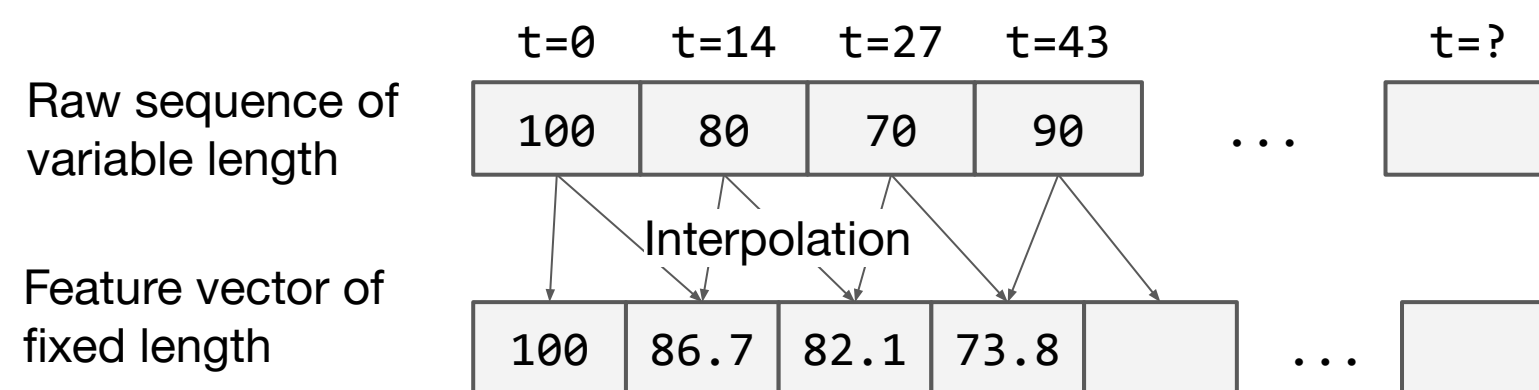 t=0 t=14 t=27 t=43 t=?
Raw sequence of
variable length
100 80 70 90 ...
Interpolation
Feature vector of
fixed length
100 86.7 82.1 73.8 ...